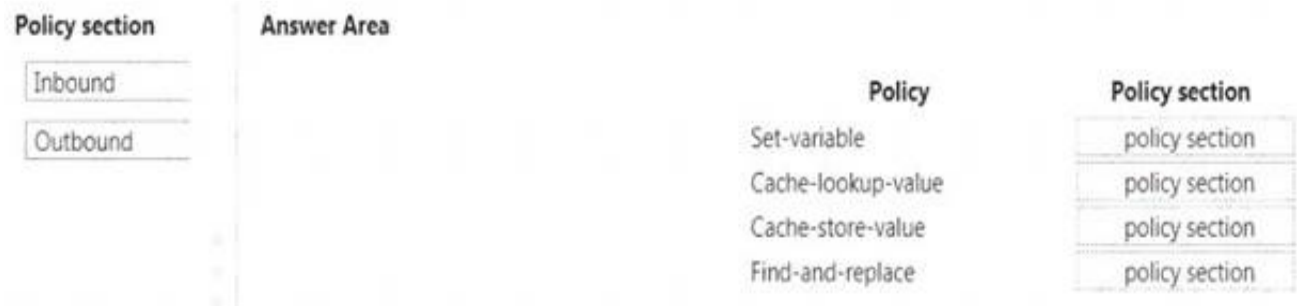 Policy section
Answer Area
Inbound
Outbound
Policy Policy section
Set-variable policy section
Cache-lookup-value policy section
Cache-store-value policy section
Find-and-replace policy section